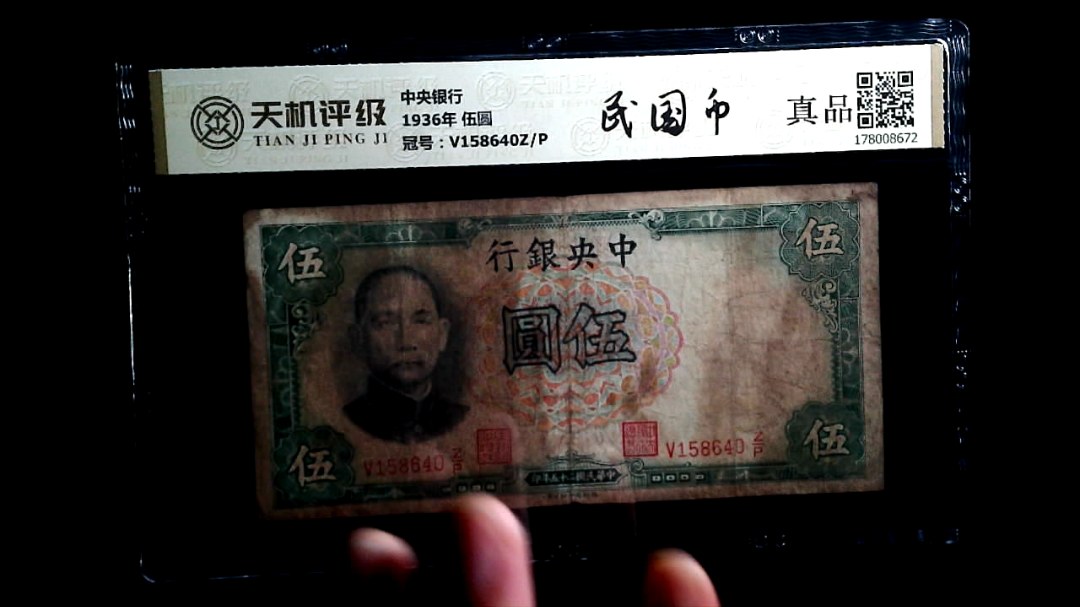 天机评级
TIAN JI PING JI
中央银行
1936年 伍圆
冠号：V158640Z/P
民国币
真品
178008672
伍
行銀央中
伍
圓伍
V158640 Z/P
V158640 Z/P
伍
伍